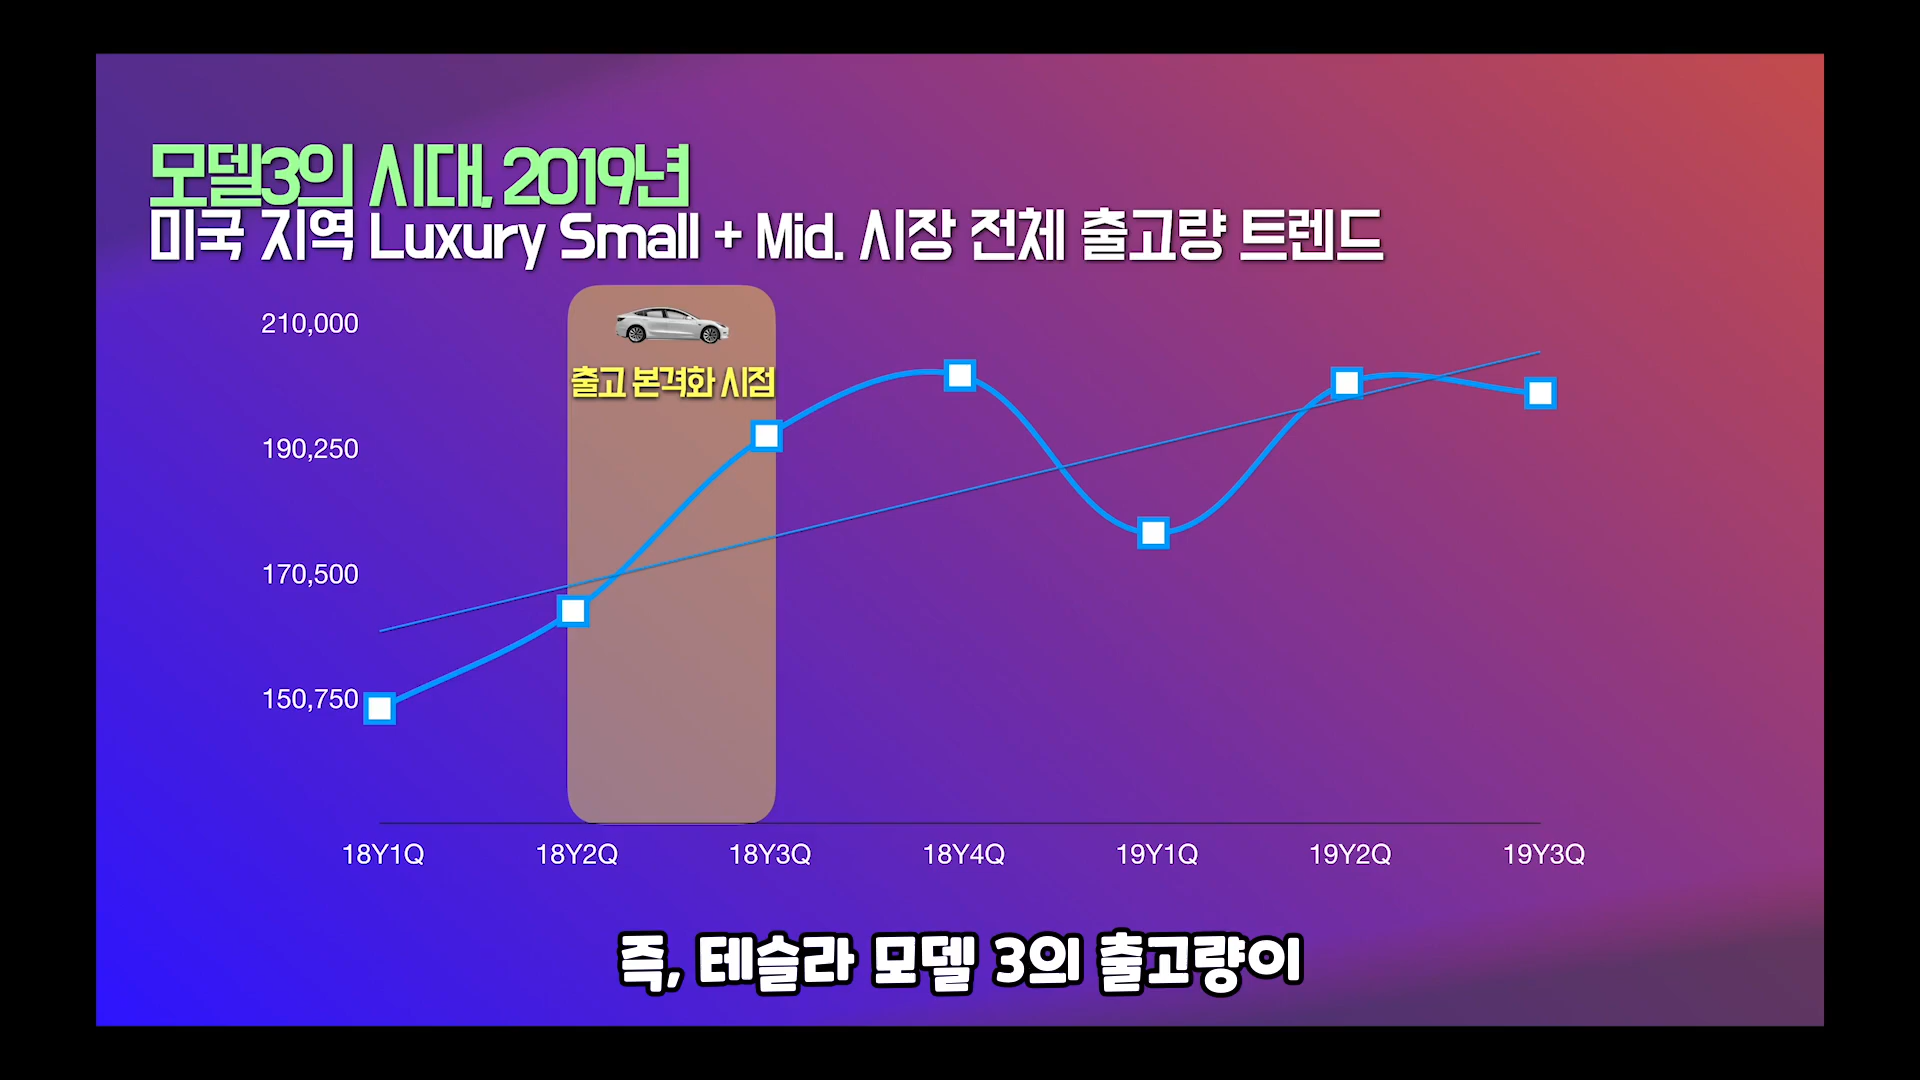 모델3의 시대, 2019년
미국 지역 Luxury Small + Mid. 시장 전체 출고량 트렌드
210,000
출고 본격화 시점
190,250
170,500
150,750
18Y1Q 18Y2Q 18Y3Q 18Y4Q 19Y1Q 19Y2Q 19Y3Q
즉, 테슬라 모델 3의 출고량이